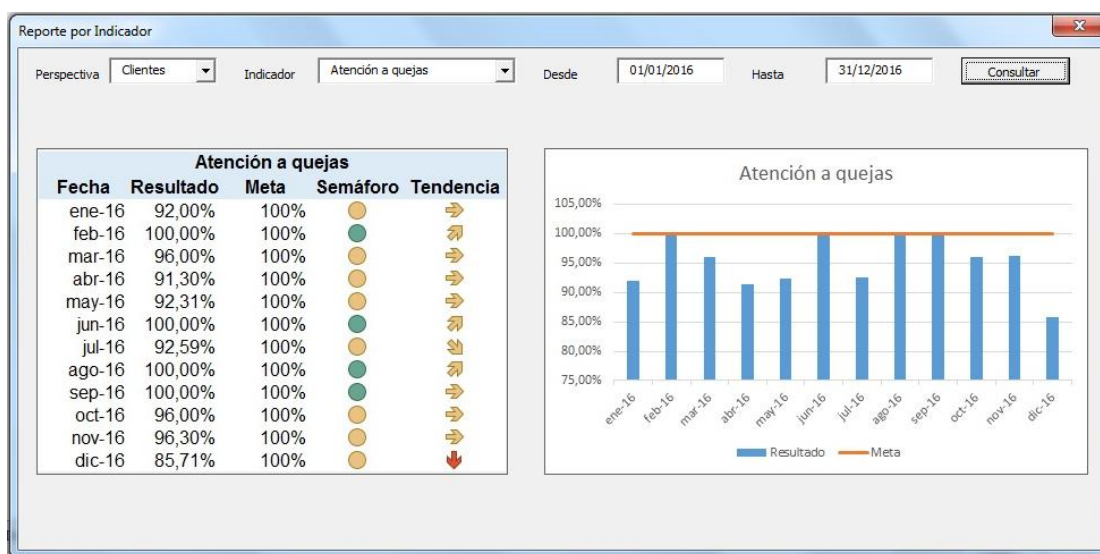 Reporte por Indicador
Perspectiva Clientes Indicador Atención a quejas Desde 01/01/2016 Hasta 31/12/2016 Consultar
Atención a quejas
Fecha Resultado Meta Semáforo Tendencia
ene-16 92,00% 100%
feb-16 100,00% 100%
mar-16 96,00% 100%
abr-16 91,30% 100%
may-16 92,31% 100%
jun-16 100,00% 100%
jul-16 92,59% 100%
ago-16 100,00% 100%
sep-16 100,00% 100%
oct-16 96,00% 100%
nov-16 96,30% 100%
dic-16 85,71% 100%
Atención a quejas
105,00%
100,00%
95,00%
90,00%
85,00%
80,00%
75,00%
ene-16 feb-16 mar-16 abr-16 may-16 jun-16 jul-16 ago-16 sep-16 oct-16 nov-16 dic-16
Resultado Meta